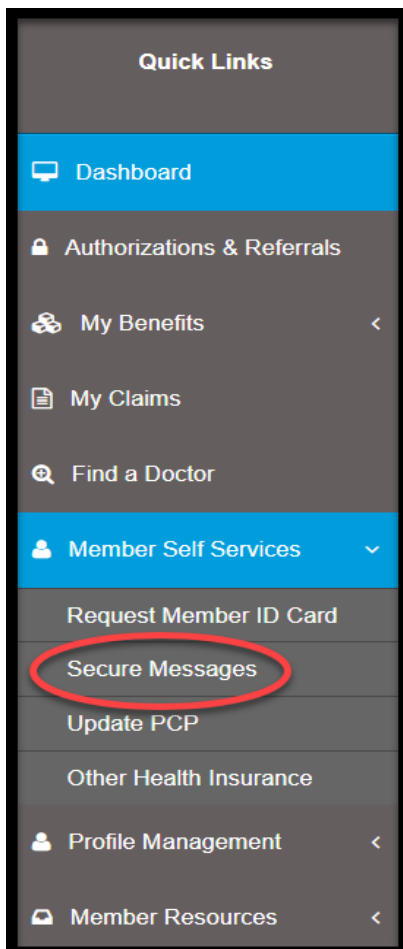 Quick Links
Dashboard
Authorizations & Referrals
My Benefits
My Claims
Find a Doctor
Member Self Services
Request Member ID Card
Secure Messages
Update PCP
Other Health Insurance
Profile Management
Member Resources